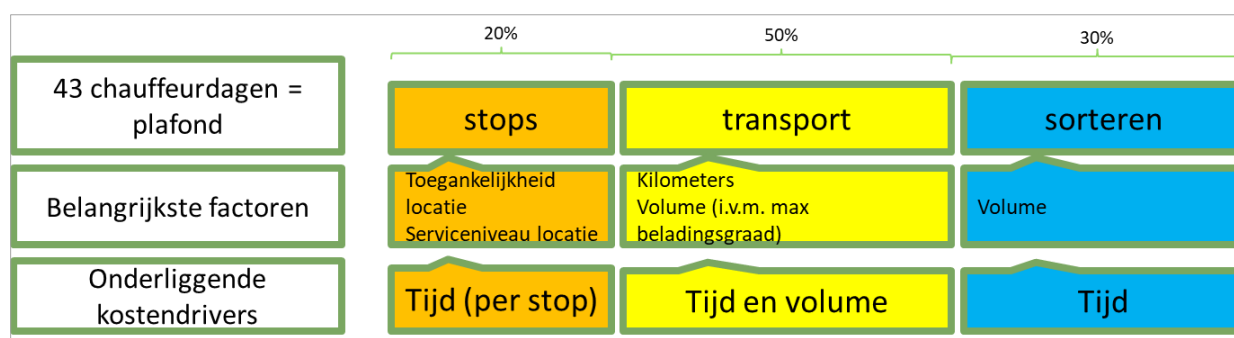 20%
50%
30%
43 chauffeurdagen =
plafond
stops
transport
sorteren
Belangrijkste factoren
Toegankelijkheid
locatie
Serviceniveau locatie
Kilometers
Volume (i.v.m. max
beladingsgraad)
Volume
Onderliggende
kostendrivers
Tijd (per stop)
Tijd en volume
Tijd